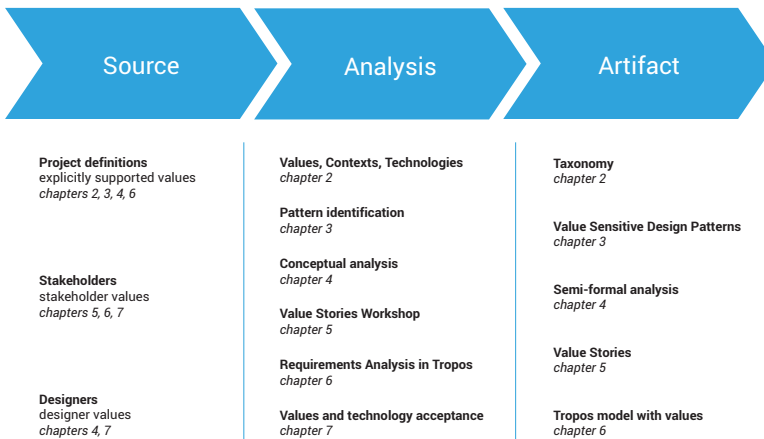 Source
Analysis
Artifact
Project definitions
explicitly supported values
chapters 2, 3, 4, 6
Stakeholders
stakeholder values
chapters 5, 6, 7
Designers
designer values
chapters 4, 7
Values, Contexts, Technologies
chapter 2
Pattern identification
chapter 3
Conceptual analysis
chapter 4
Value Stories Workshop
chapter 5
Requirements Analysis in Tropos
chapter 6
Values and technology acceptance
chapter 7
Taxonomy
chapter 2
Value Sensitive Design Patterns
chapter 3
Semi-formal analysis
chapter 4
Value Stories
chapter 5
Tropos model with values
chapter 6